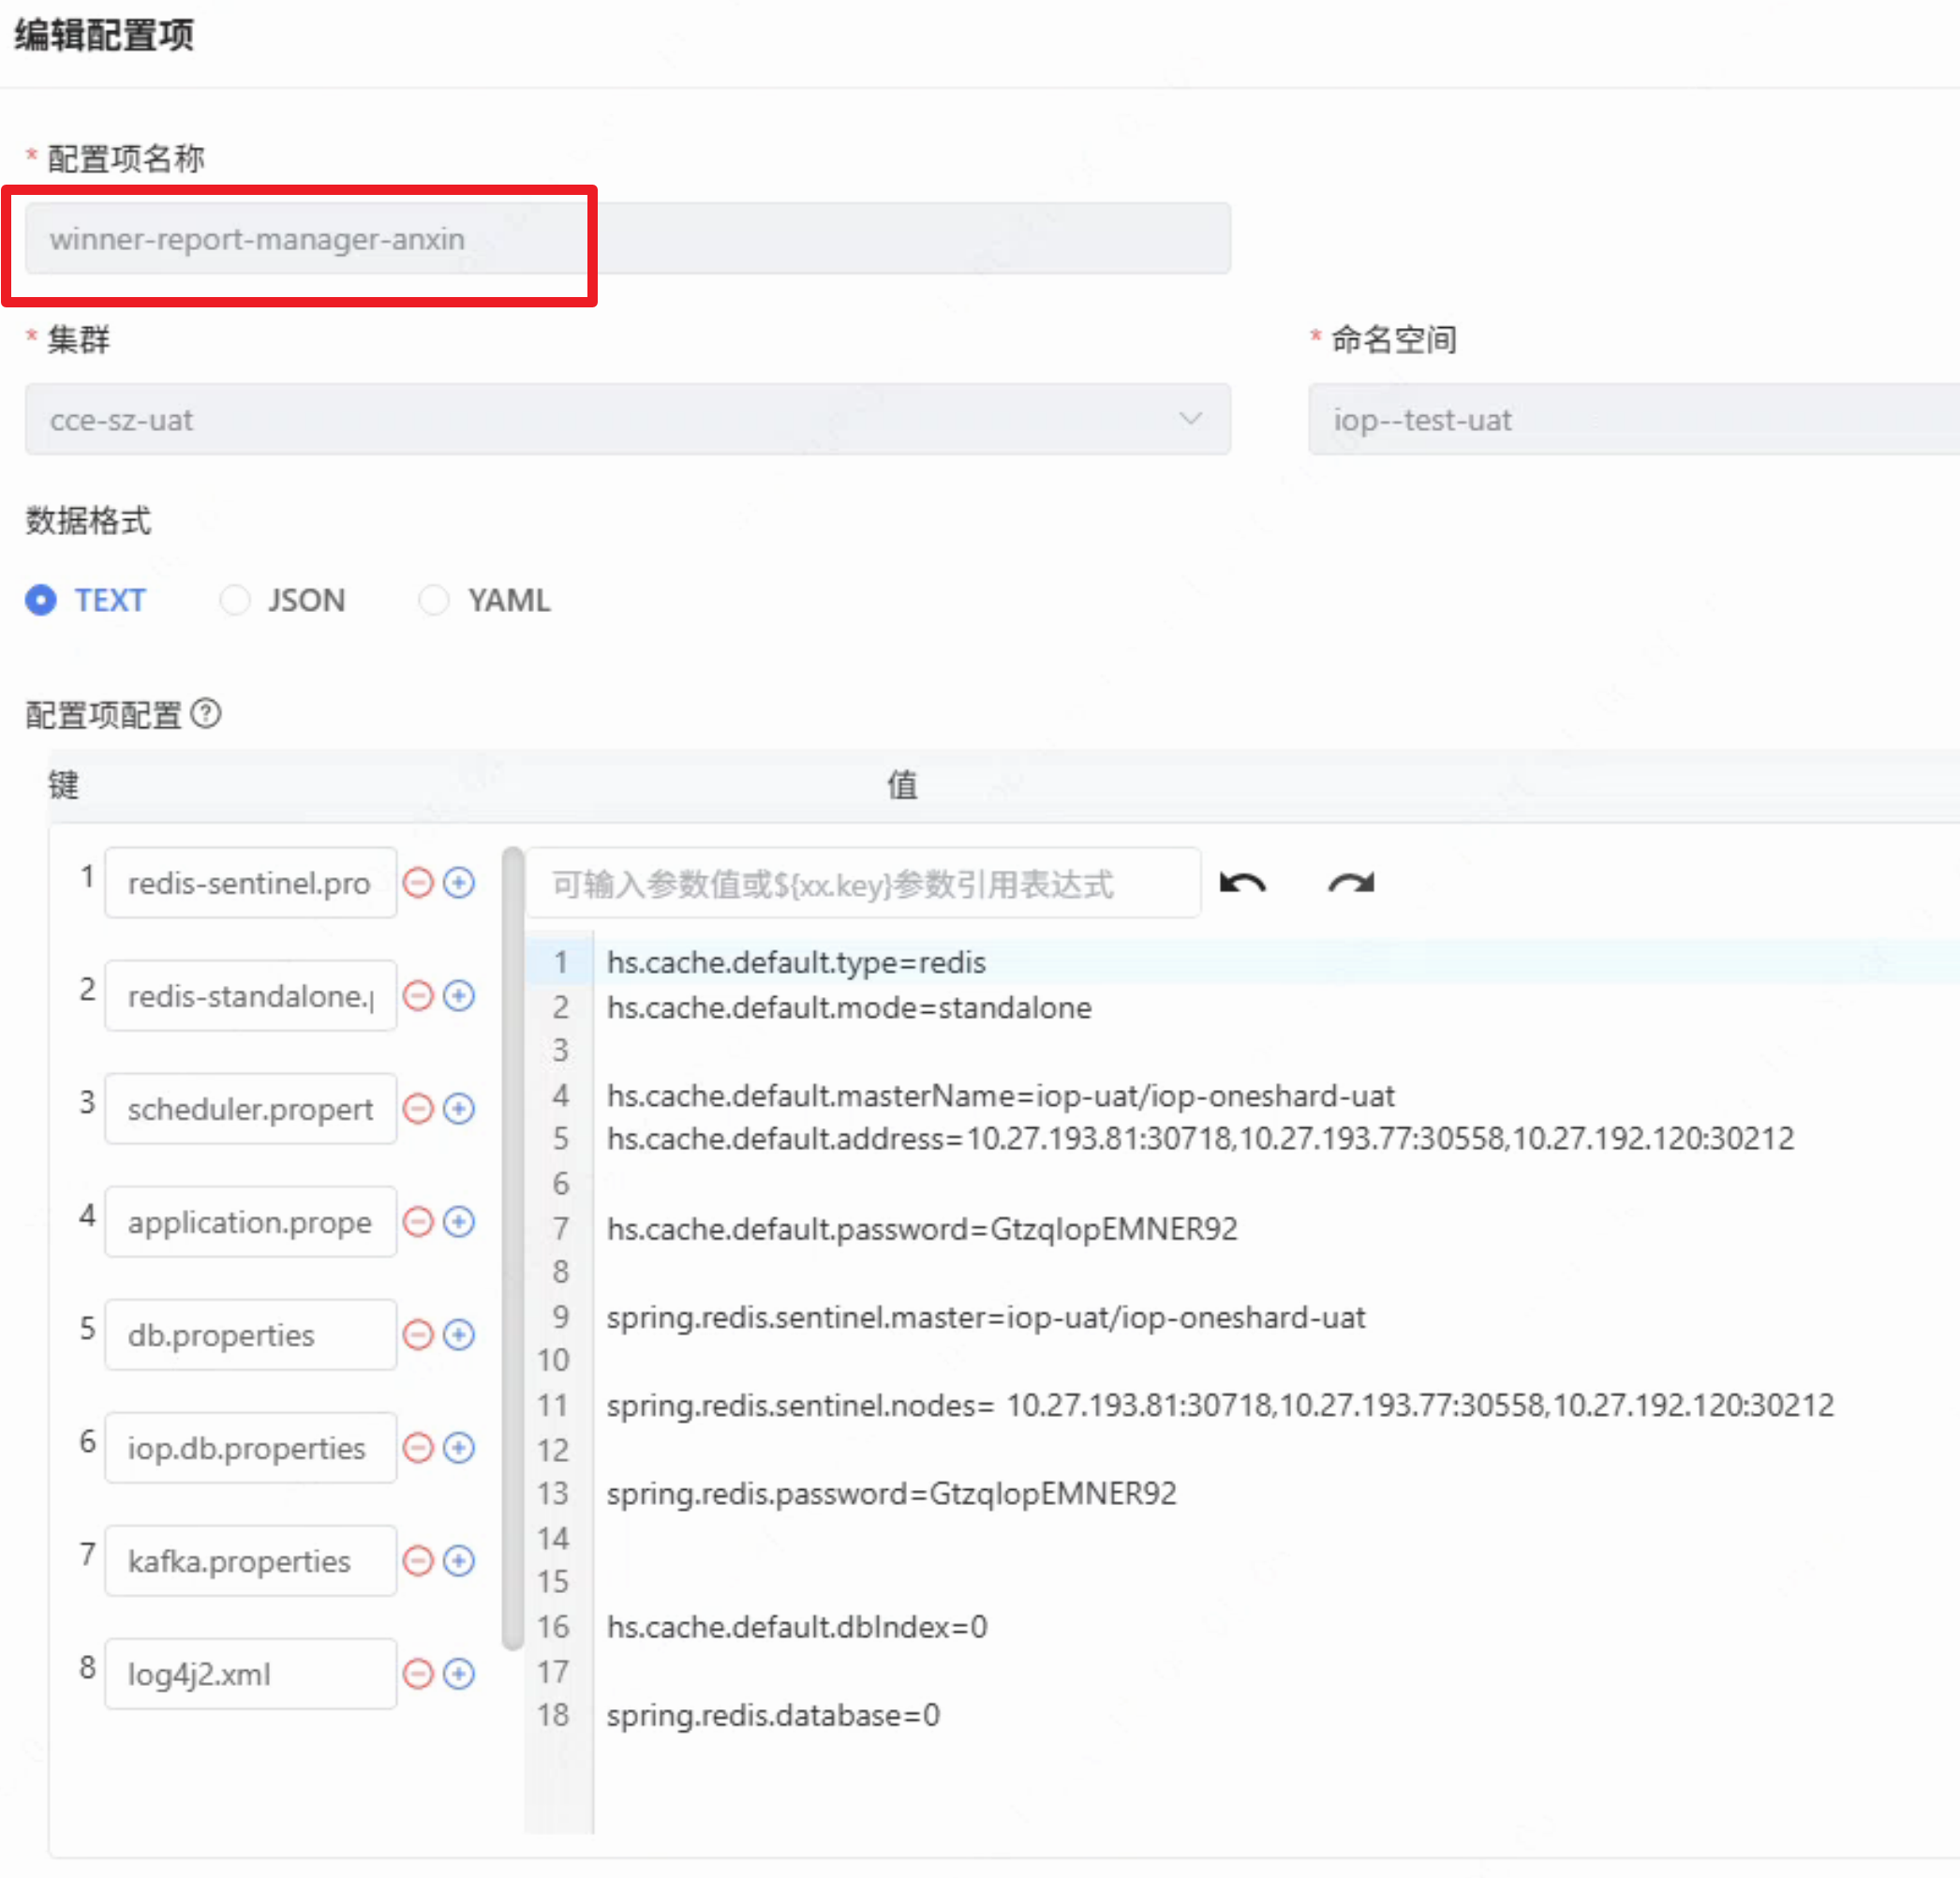 编辑配置项
* 配置项名称
winner-report-manager-anxin
* 集群
* 命名空间
cce-sz-uat
iop--test-uat
数据格式
TEXT JSON YAML
配置项配置 ?
键 值
1 redis-sentinel.pro
2 redis-standalone.
3 scheduler.propert
4 application.prope
5 db.properties
6 iop.db.properties
7 kafka.properties
8 log4j2.xml
可输入参数值或${xx.key}参数引用表达式
1 hs.cache.default.type=redis
2 hs.cache.default.mode=standalone
3
4 hs.cache.default.masterName=iop-uat/iop-oneshard-uat
5 hs.cache.default.address=10.27.193.81:30718,10.27.193.77:30558,10.27.192.120:30212
6
7 hs.cache.default.password=GtzqIopEMNER92
8
9 spring.redis.sentinel.master=iop-uat/iop-oneshard-uat
10
11 spring.redis.sentinel.nodes= 10.27.193.81:30718,10.27.193.77:30558,10.27.192.120:30212
12
13 spring.redis.password=GtzqIopEMNER92
14
15
16 hs.cache.default.dbIndex=0
17
18 spring.redis.database=0